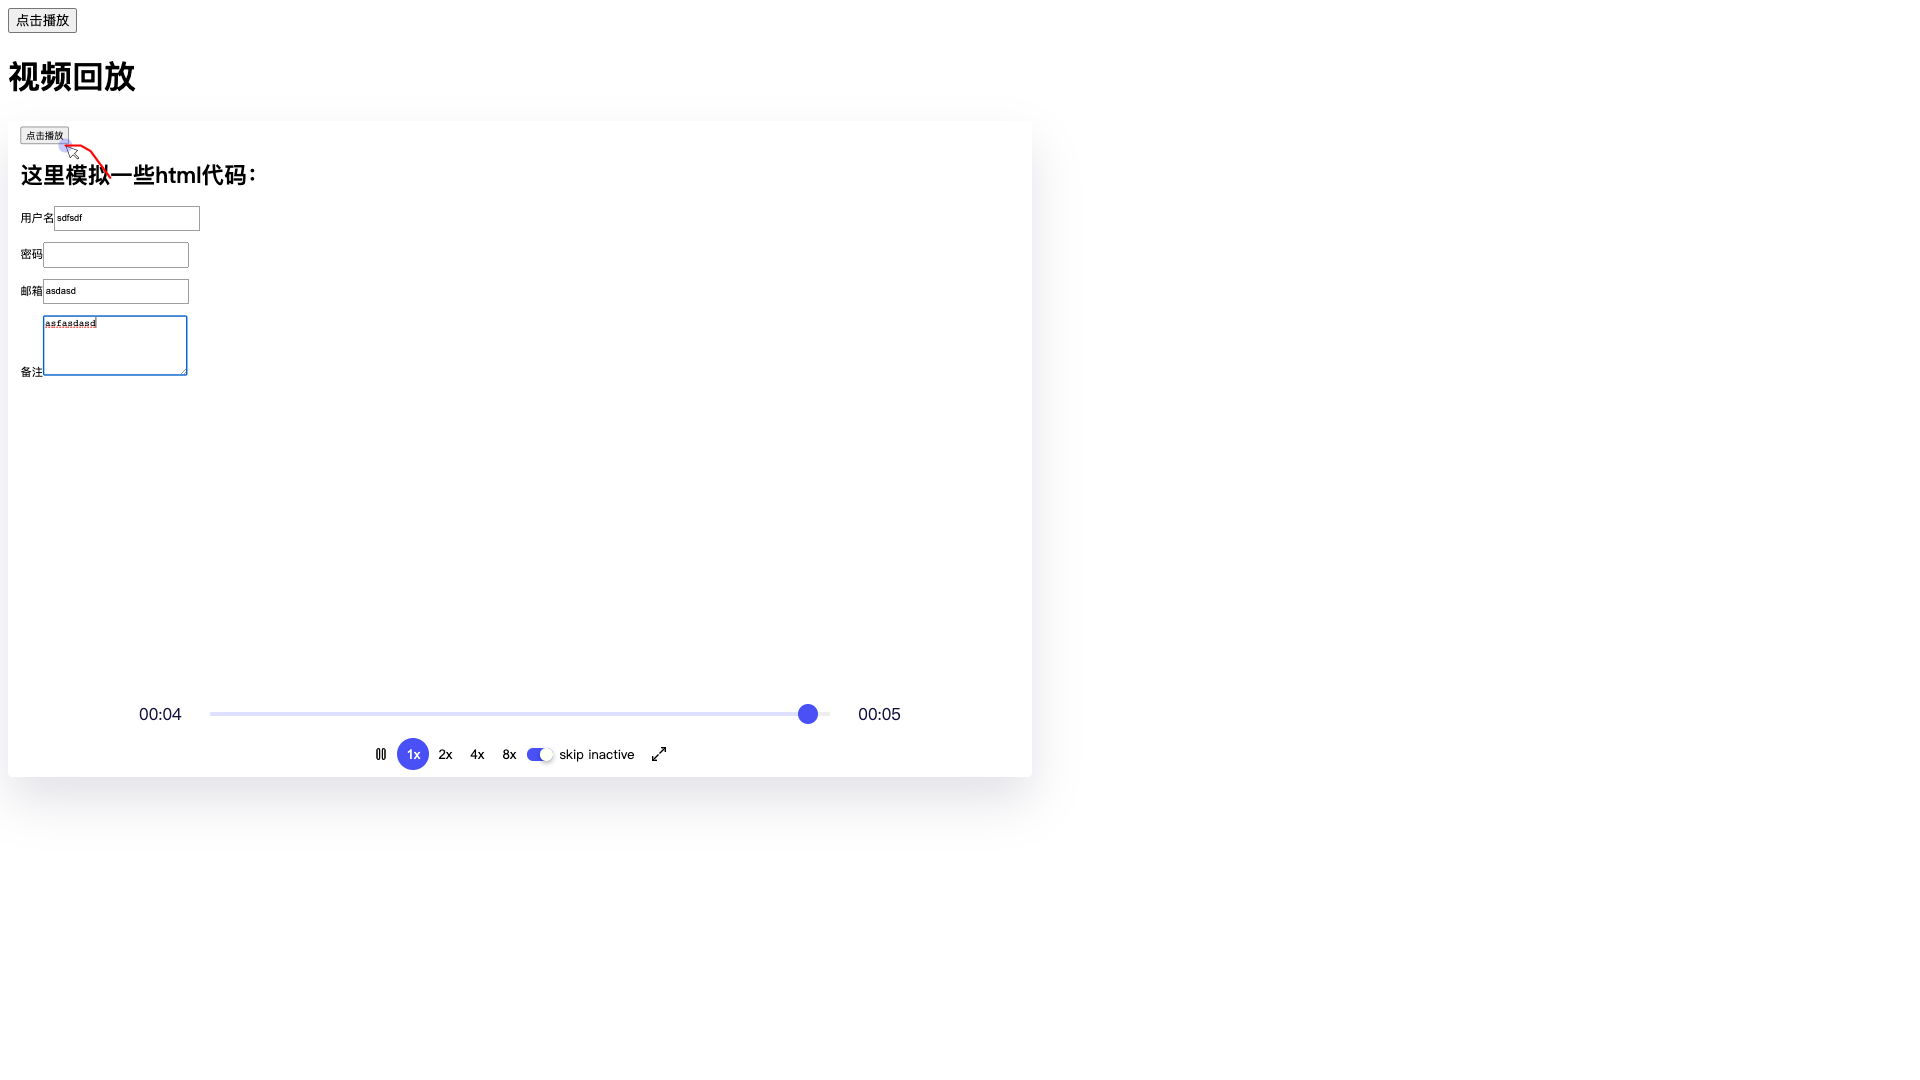 点击播放
视频回放
点击播放
这里模拟一些html代码：
用户名 sdfsdf
密码
邮箱 asdasd
asfasdasd
备注
00:04 00:05
1x 2x 4x 8x skip inactive